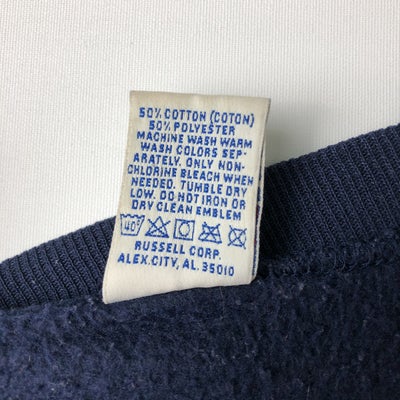 50% COTTON (COTON)
50% POLYESTER
MACHINE WASH WARM
WASH COLORS SEP-
ARATELY. ONLY NON-
CHLORINE BLEACH WHEN
NEEDED. TUMBLE DRY
LOW. DO NOT IRON OR
DRY CLEAN EMBLEM
40°
RUSSELL CORP.
ALEX. CITY, AL. 35010